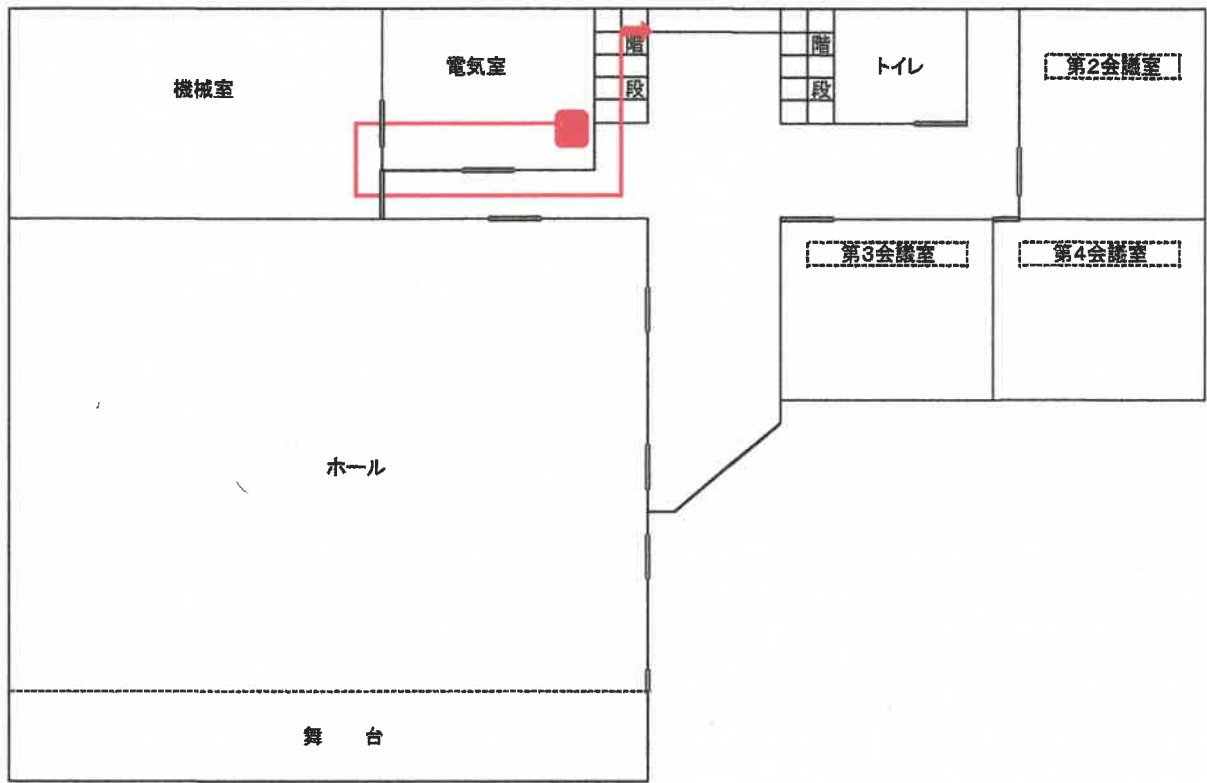 機械室
電気室
階段
階段
トイレ
第2会議室
第3会議室
第4会議室
ホール
舞 台